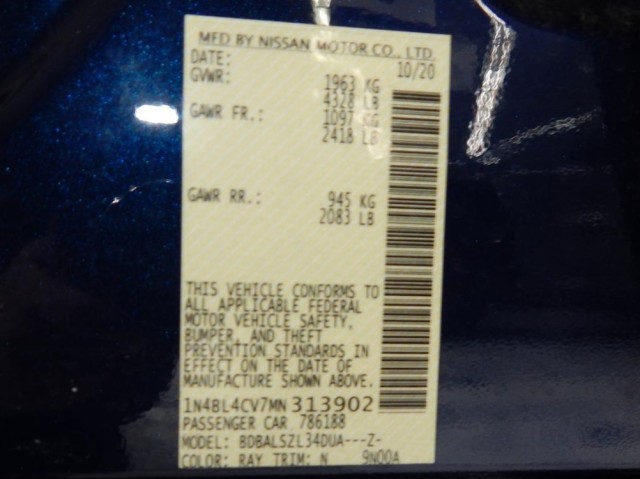 MFD BY NISSAN MOTOR CO., LTD
DATE: 10/20
GVWR: 1963 KG
4328 LB
GAWR FR.: 1097 KG
2418 LB
GAWR RR.: 945 KG
2083 LB
THIS VEHICLE CONFORMS TO
ALL APPLICABLE FEDERAL
MOTOR VEHICLE SAFETY,
BUMPER, AND THEFT
PREVENTION STANDARDS IN
EFFECT ON THE DATE OF
MANUFACTURE SHOWN ABOVE.
1N4BL4CV7MN313902
PASSENGER CAR 786188
MODEL: BDBALSZL34DUA---Z-
COLOR: RAY TRIM: N 9N00A